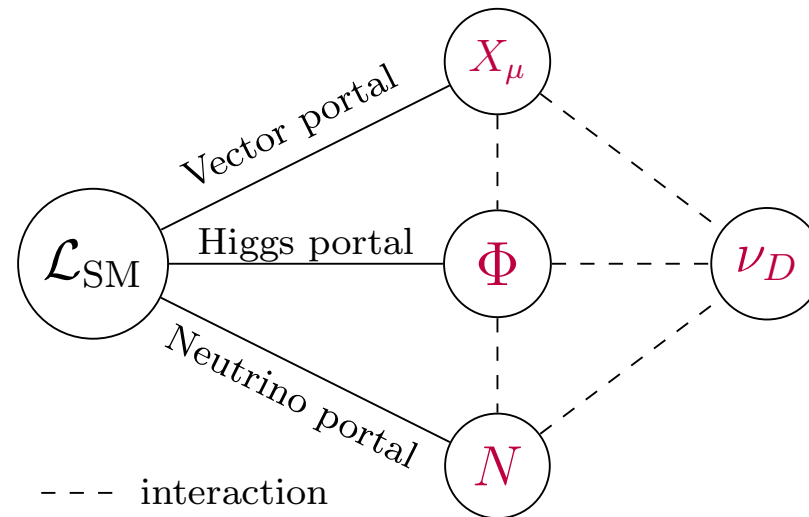 X_μ
Vector portal
ℒ_SM
Higgs portal
Φ
ν_D
Neutrino portal
N
interaction